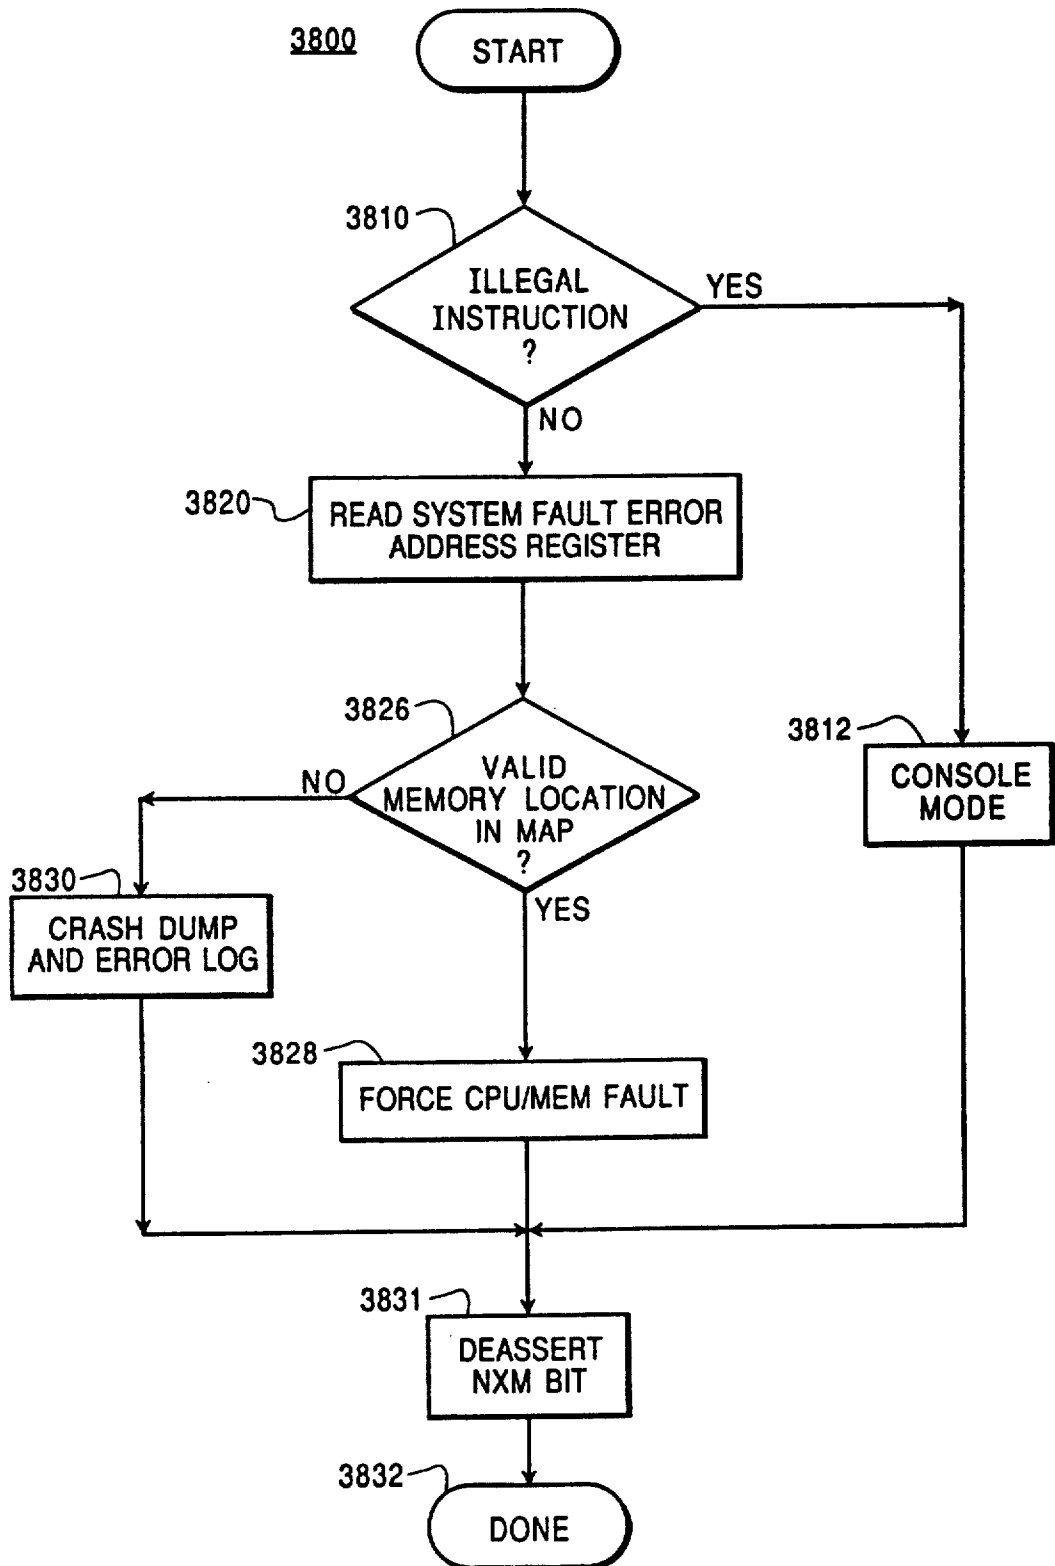 3800
START
3810
ILLEGAL
INSTRUCTION
?
YES
NO
3820
READ SYSTEM FAULT ERROR
ADDRESS REGISTER
3826
VALID
MEMORY LOCATION
IN MAP
?
NO
YES
3812
CONSOLE
MODE
3830
CRASH DUMP
AND ERROR LOG
3828
FORCE CPU/MEM FAULT
3831
DEASSERT
NXM BIT
3832
DONE